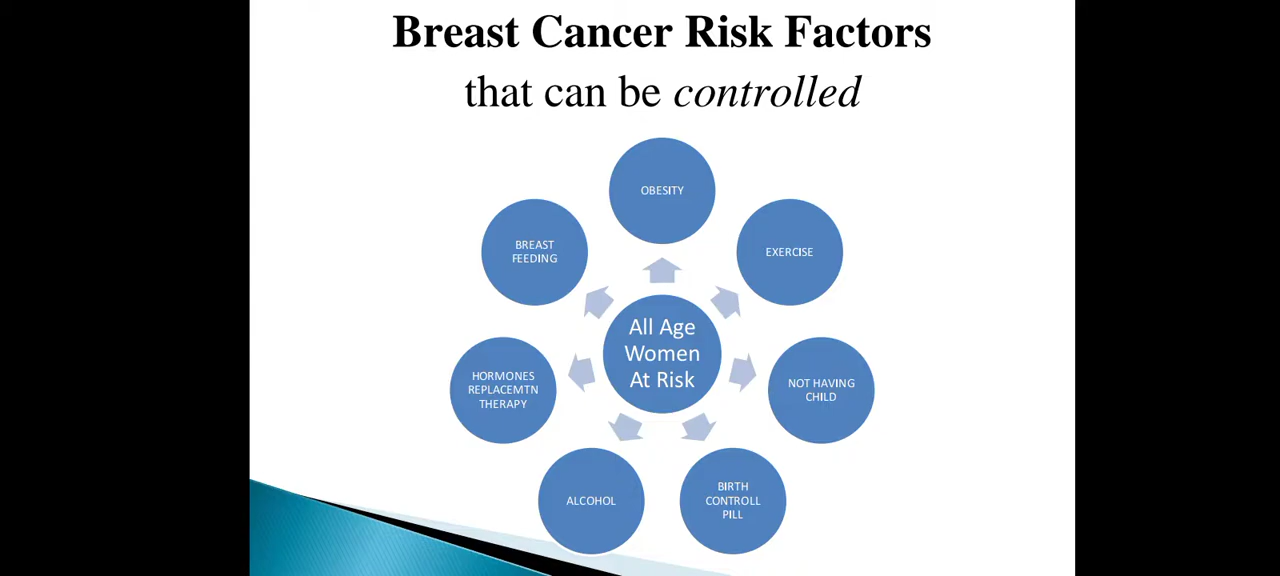 Breast Cancer Risk Factors
that can be controlled
OBESITY
EXERCISE
NOT HAVING
CHILD
BIRTH
CONTROLL
PILL
ALCOHOL
HORMONES
REPLACEMTN
THERAPY
BREAST
FEEDING
All Age
Women
At Risk